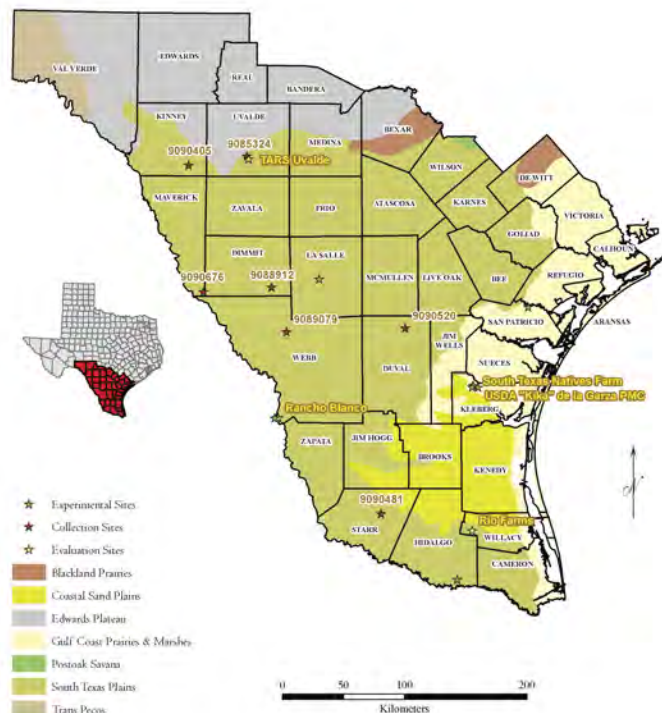 EDWARDS
VAL VERDE
REAL
BANDERA
KINNEY
UVALDE
9085324
MEDINA
BEXAR
9090405
TARS Uvalde
WILSON
DE WITT
MAVERICK
ZAVALA
FRIO
ATASCOSA
KARNES
VICTORIA
GOLIAD
CALHOUN
DIMMIT
LA SALLE
9090676
9088912
MCMULLEN
LIVE OAK
BEE
REFUGIO
9089079
9090520
SAN PATRICIO
ARANSAS
WEBB
DUVAL
JIM
WELLS
NUECES
South Texas Natives Farm
USDA "Kika" de la Garza PMC
KLEBERG
Rancho Blanco
ZAPATA
JIM HOGG
BROOKS
KENEDY
9090481
STARR
Rio Farms
HIDALGO
WILLACY
CAMERON
N
Experimental Sites
Collection Sites
Evaluation Sites
Blackland Prairies
Coastal Sand Plains
Edwards Plateau
Gulf Coast Prairies & Marshes
Postoak Savana
South Texas Plains
Trans Pecos
0 50 100 200
Kilometers